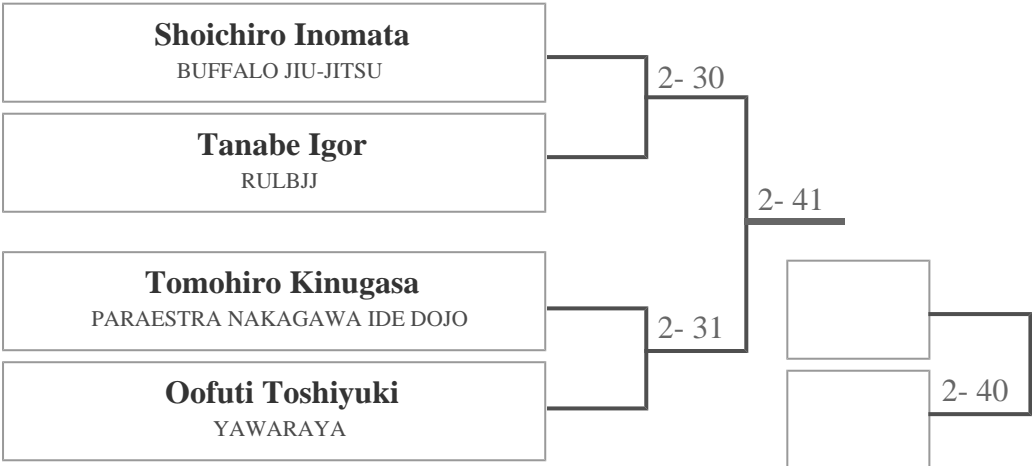 Shoichiro Inomata
BUFFALO JIU-JITSU
2- 30
Tanabe Igor
RULBJJ
2- 41
Tomohiro Kinugasa
PARAESTRA NAKAGAWA IDE DOJO
2- 31
Oofuti Toshiyuki
YAWARAYA
2- 40